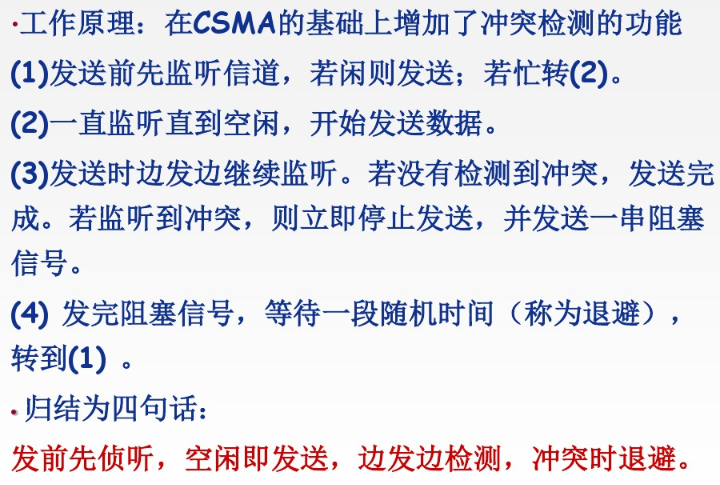 ·工作原理：在CSMA的基础上增加了冲突检测的功能
(1)发送前先监听信道，若闲则发送；若忙转(2)。
(2)一直监听直到空闲，开始发送数据。
(3)发送时边发边继续监听。若没有检测到冲突，发送完
成。若监听到冲突，则立即停止发送，并发送一串阻塞
信号。
(4) 发完阻塞信号，等待一段随机时间（称为退避），
转到(1) 。
· 归结为四句话：
发前先侦听，空闲即发送，边发边检测，冲突时退避。